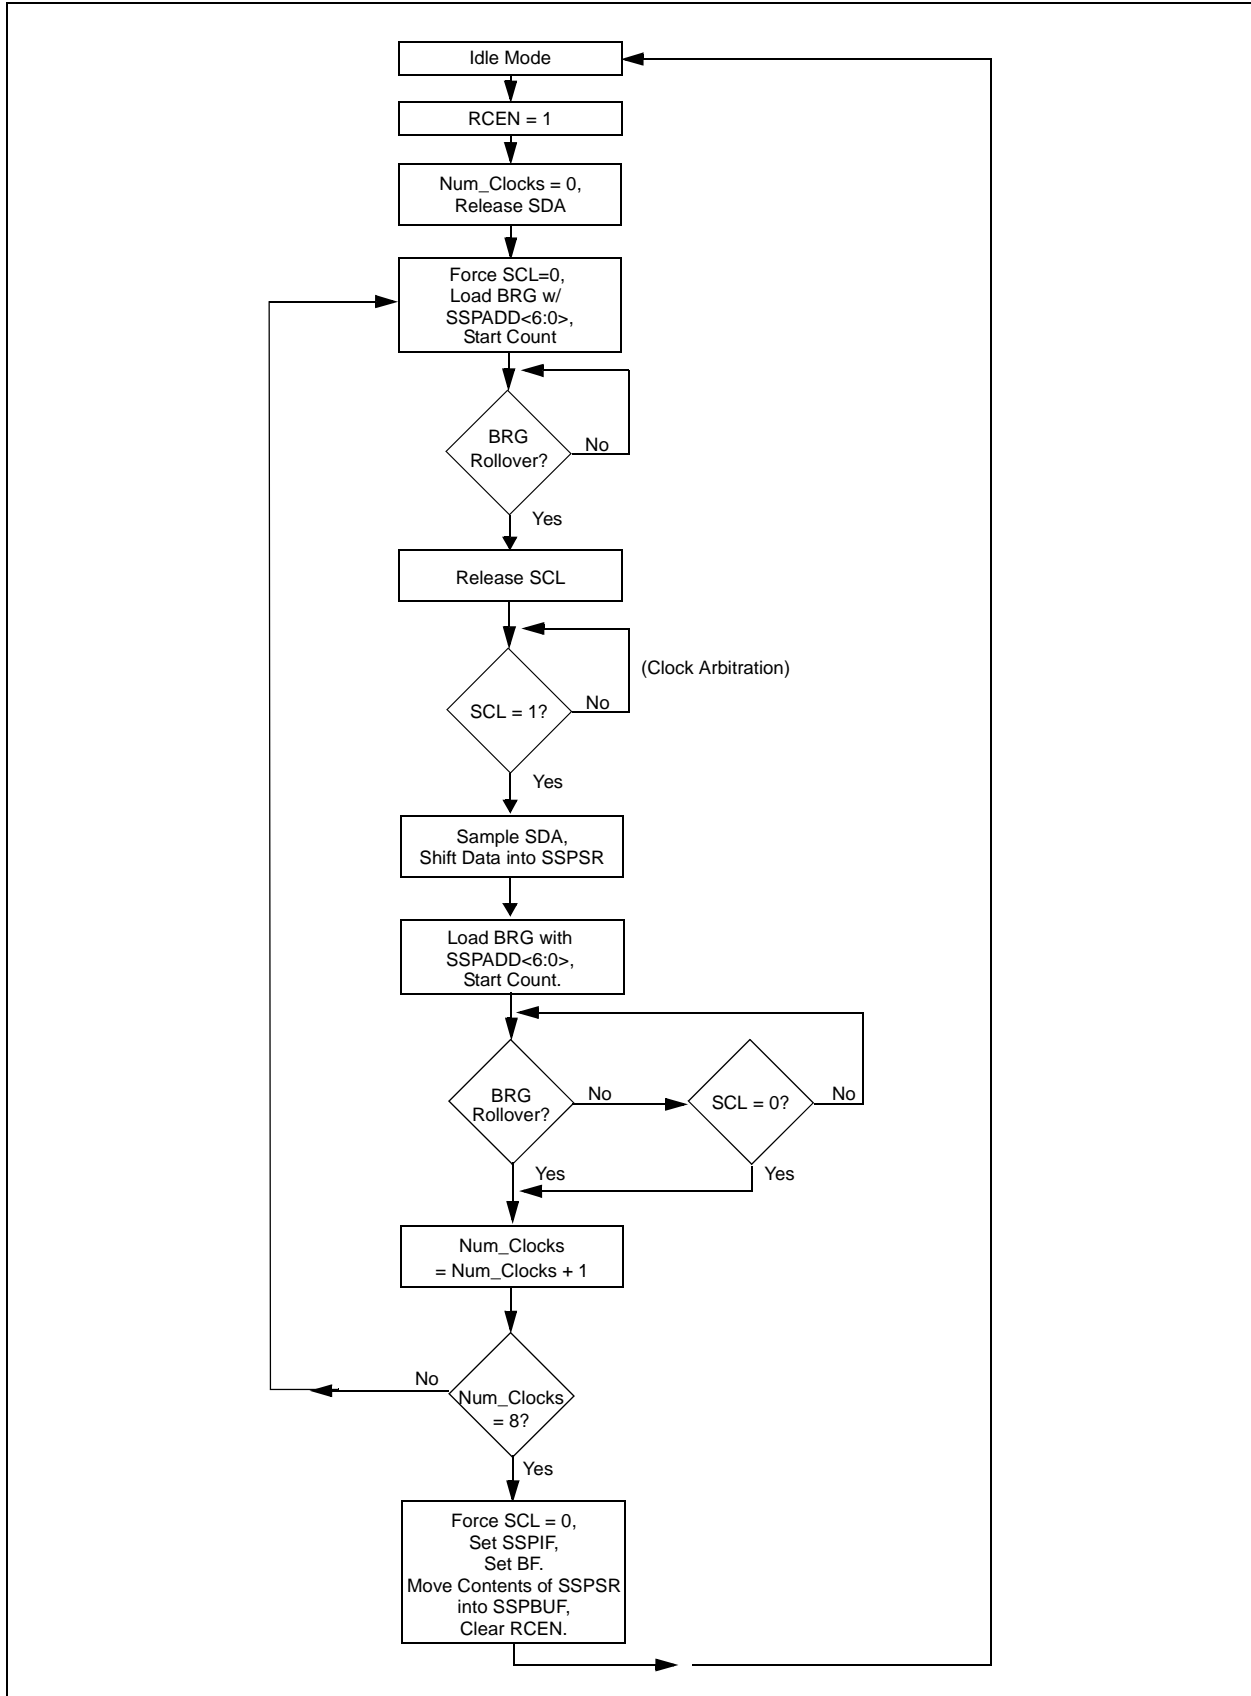 Idle Mode
RCEN = 1
Num_Clocks = 0,
Release SDA
Force SCL=0,
Load BRG w/
SSPADD<6:0>,
Start Count
BRG
Rollover?
No
Yes
Release SCL
(Clock Arbitration)
SCL = 1?
No
Yes
Sample SDA,
Shift Data into SSPSR
Load BRG with
SSPADD<6:0>,
Start Count.
BRG
Rollover?
No
SCL = 0?
No
Yes
Yes
Num_Clocks
= Num_Clocks + 1
No
Num_Clocks
= 8?
Yes
Force SCL = 0,
Set SSPIF,
Set BF.
Move Contents of SSPSR
into SSPBUF,
Clear RCEN.